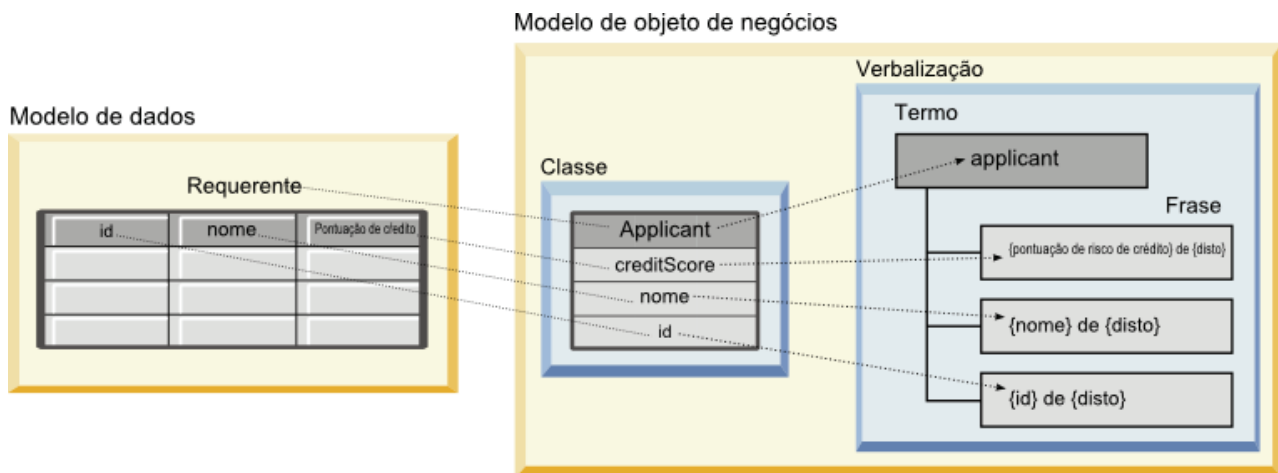 Modelo de objeto de negócios
Verbalização
Modelo de dados
Termo
applicant
Classe
Requerente
Frase
id
nome
Pontuação de crédito
Applicant
{pontuação de risco de crédito} de {disto}
creditScore
nome
{nome} de {disto}
id
{id} de {disto}